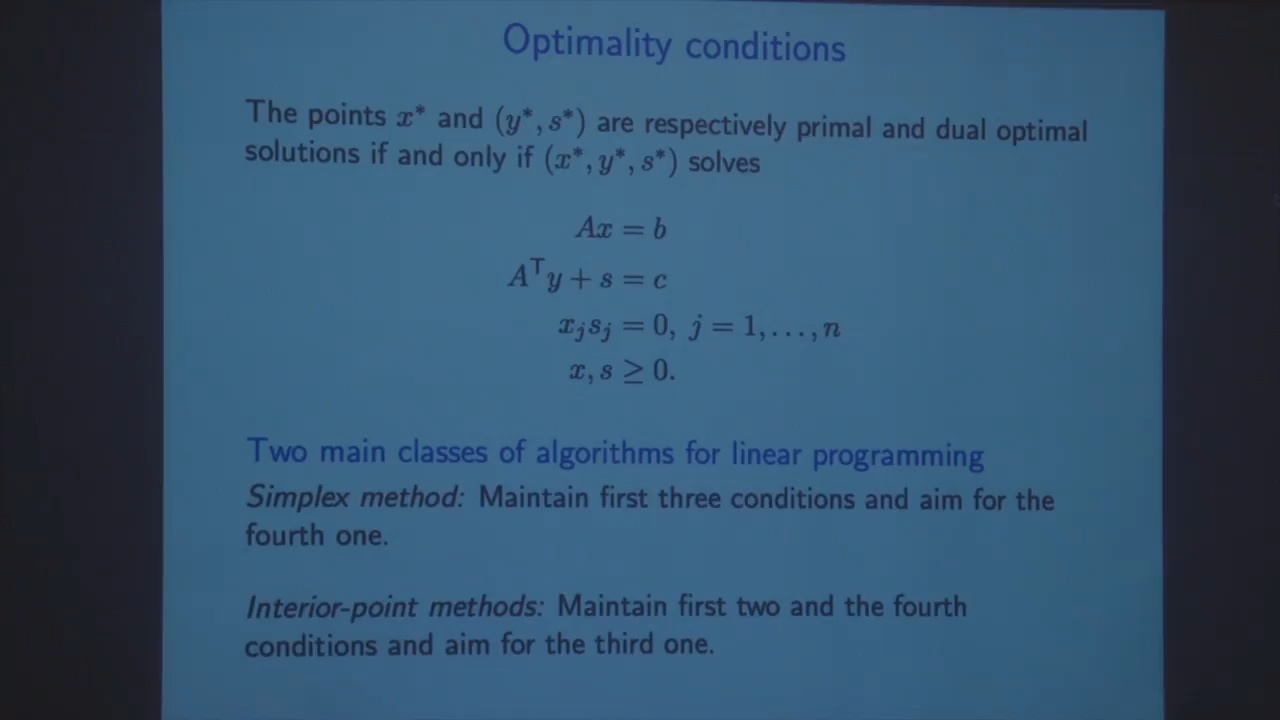 Optimality conditions
The points x* and (y*, s*) are respectively primal and dual optimal
solutions if and only if (x*, y*, s*) solves
Ax = b
Aᵀy + s = c
xⱼsⱼ = 0, j = 1, . . . , n
x, s ≥ 0.
Two main classes of algorithms for linear programming
Simplex method: Maintain first three conditions and aim for the
fourth one.
Interior-point methods: Maintain first two and the fourth
conditions and aim for the third one.